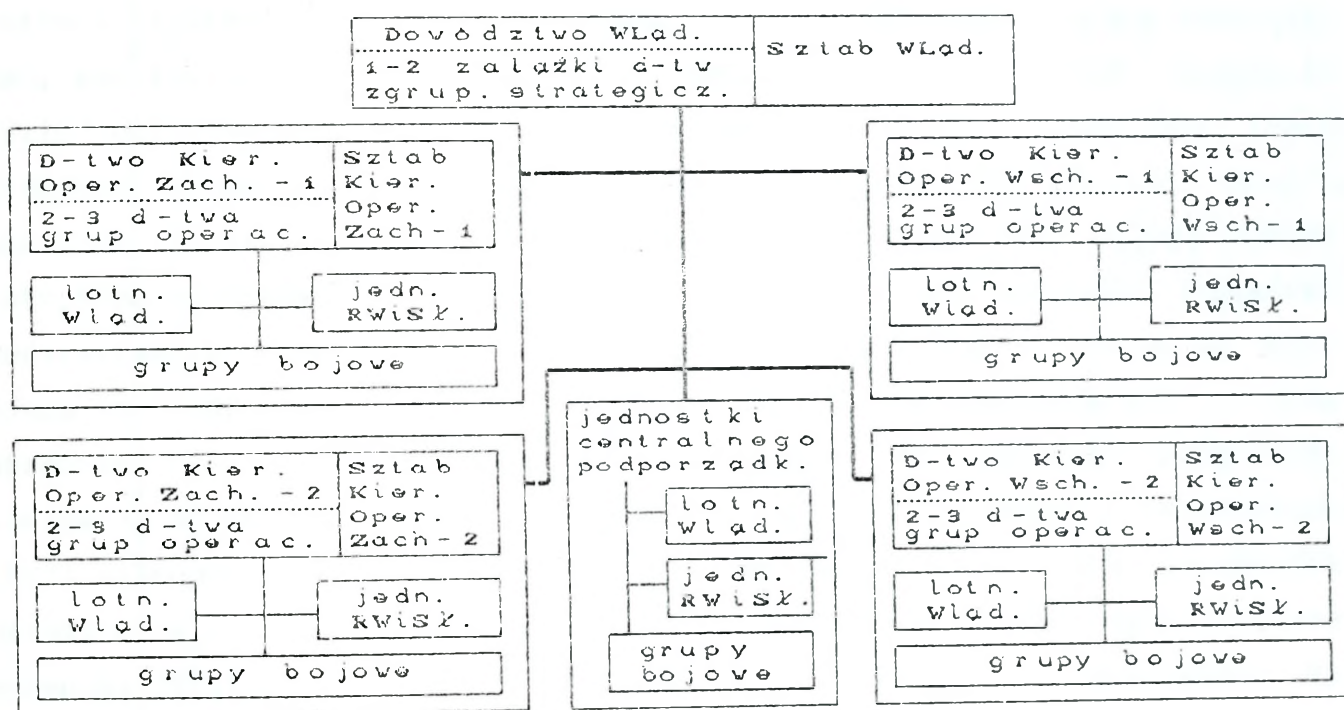 Dowództwo WLąd.
1-2 zalążki d-tw
zgrup. strategicz.
Sztab WLąd.
D-two Kier.
Oper. Zach. - 1
2-3 d-twa
grup operac.
Sztab
Kier.
Oper.
Zach-1
lotn.
WLąd.
jedn.
RWiSŁ.
grupy bojowe
D-two Kier.
Oper. Wsch. - 1
2-3 d-twa
grup operac.
Sztab
Kier.
Oper.
Wsch-1
lotn.
WLąd.
jedn.
RWiSŁ.
grupy bojowe
D-two Kier.
Oper. Zach. - 2
2-3 d-twa
grup operac.
Sztab
Kier.
Oper.
Zach-2
lotn.
WLąd.
jedn.
RWiSŁ.
grupy bojowe
jednostki
centralnego
podporządk.
lotn.
WLąd.
jedn.
RWiSŁ.
grupy
bojowe
D-two Kier.
Oper. Wsch. - 2
2-3 d-twa
grup operac.
Sztab
Kier.
Oper.
Wsch-2
lotn.
WLąd.
jedn.
RWiSŁ.
grupy bojowe